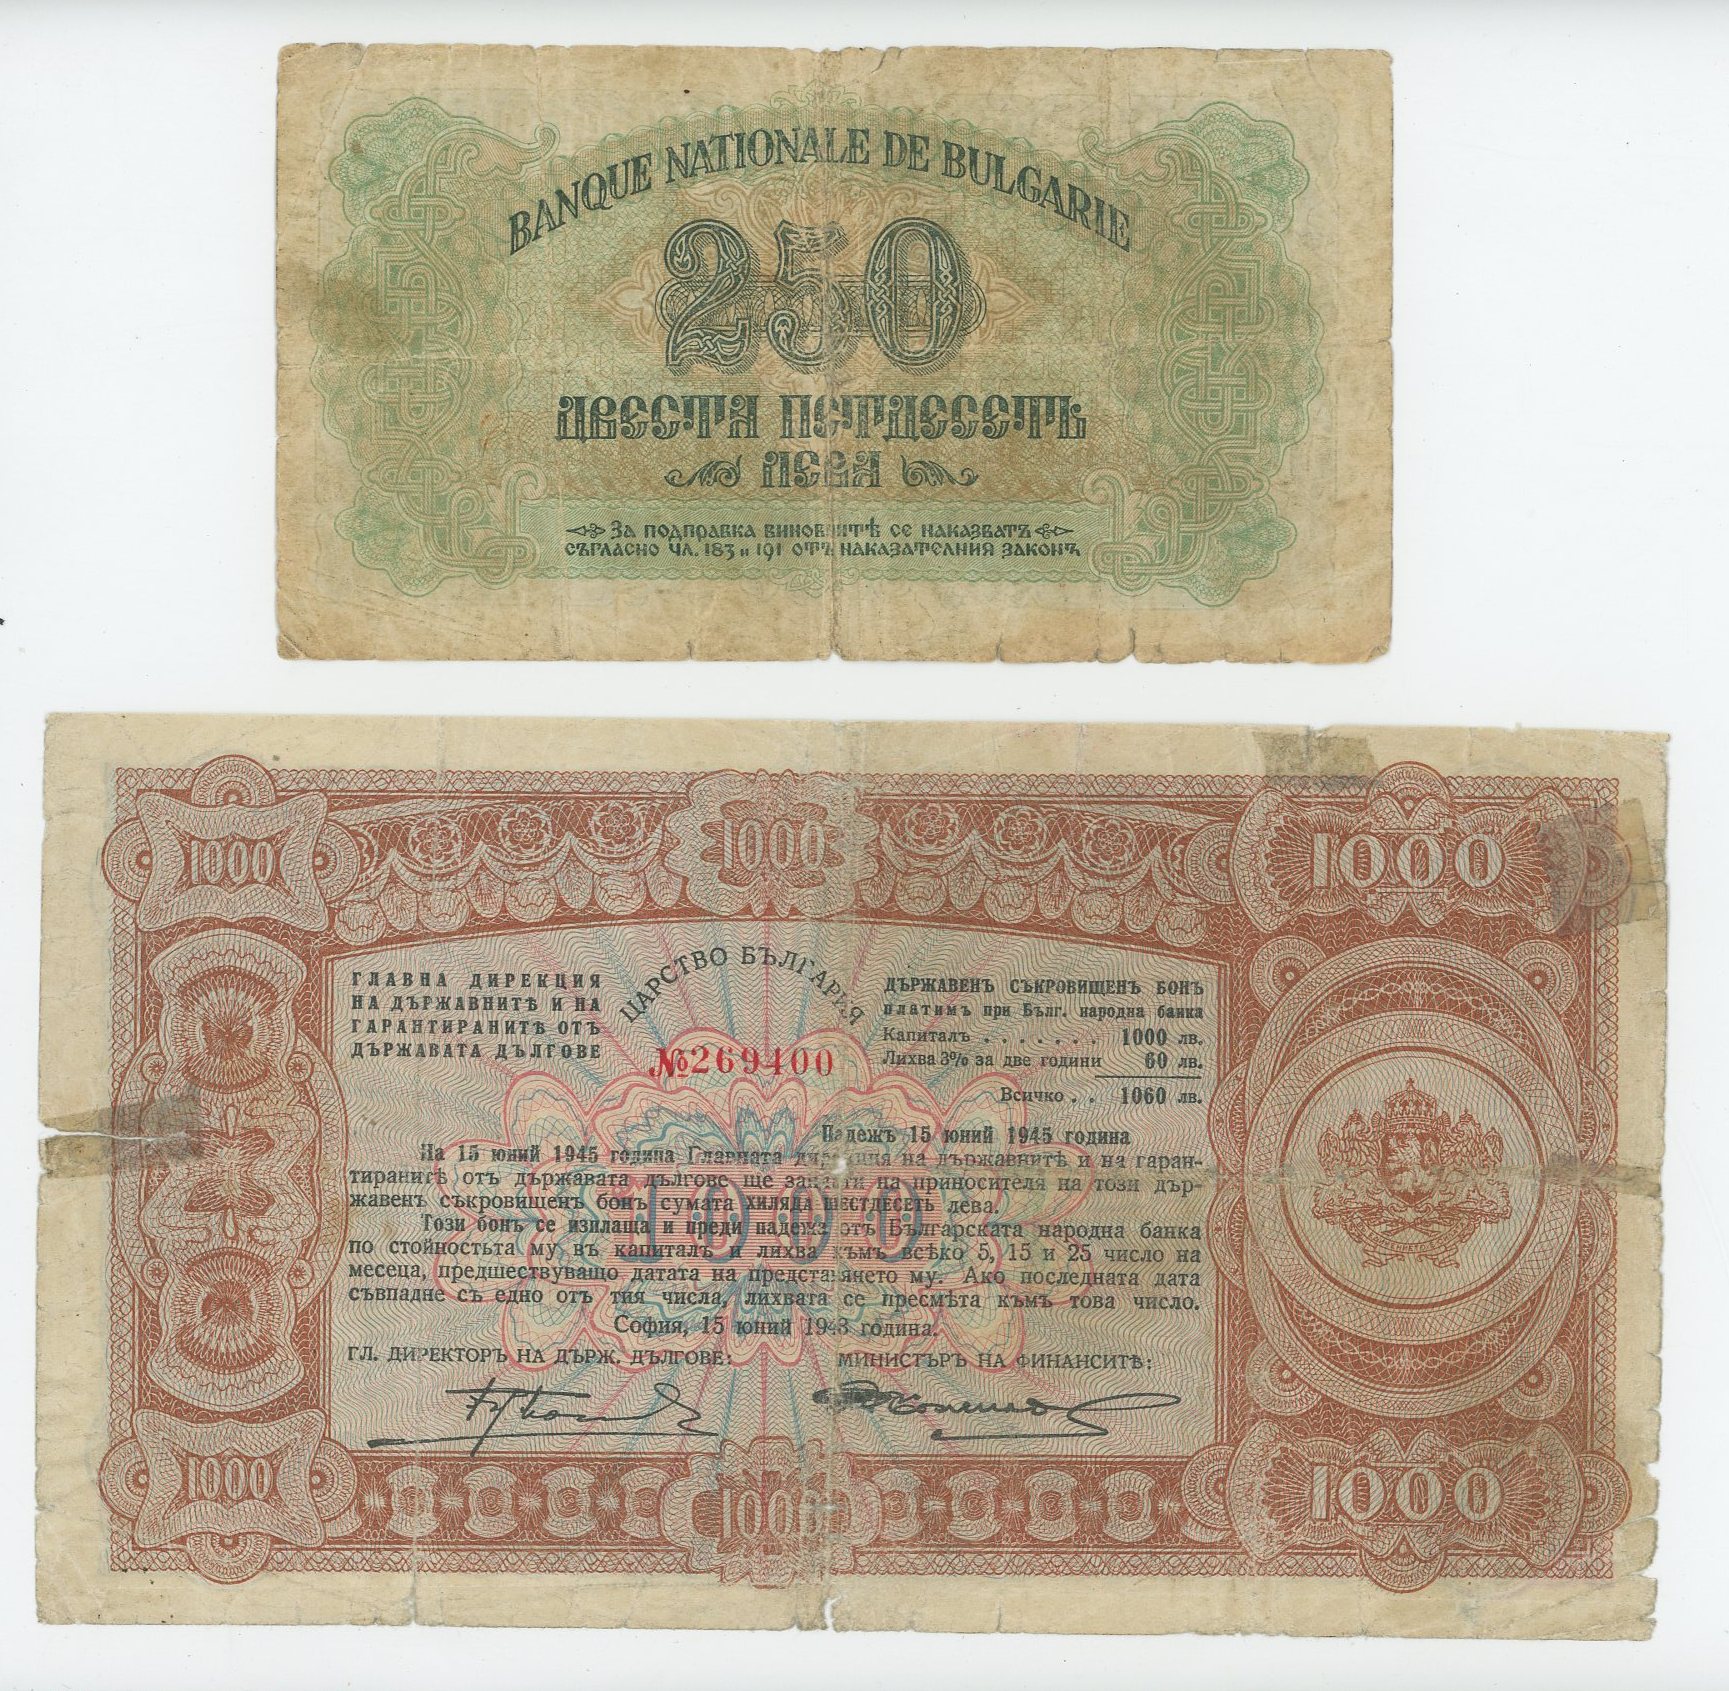 BANQUE NATIONALE DE BULGARIE
250
ДВЕСТА ПЕТДЕСЕТЬ
ЛЕВА
За подправка виновнитѣ се наказватъ
съгласно чл. 183 и 191 отъ наказателния законъ
1000
1000
1000
ГЛАВНА ДИРЕКЦИЯ
НА ДЪРЖАВНИТѢ И НА
ГАРАНТИРАНИТѢ ОТЪ
ДЪРЖАВАТА ДЪЛГОВЕ
ЦАРСТВО БЪЛГАРИЯ
№269400
ДЪРЖАВЕНЪ СЪКРОВИЩЕНЪ БОНЪ
платимъ при Бълг. народна банка
Капиталъ . . . . . . . 1000 лв.
Лихва 3% за две години 60 лв.
Всичко . . 1060 лв.
Падежъ 15 юний 1945 година
На 15 юний 1945 година Главната дирекция на държавнитѣ и на гаран-
тиранитѣ отъ държавата дългове ще заплати на приносителя на този дър-
жавенъ съкровищенъ бонъ сумата ХИЛЯДА ШЕСТДЕСЕТЬ лева.
Този бонъ се изплаща и преди падежа отъ Българската народна банка
по стойностьта му въ капиталъ и лихва къмъ всѣко 5, 15 и 25 число на
месеца, предшествуващо датата на представянето му. Ако последната дата
съвпадне съ едно отъ тия числа, лихвата се пресмѣта къмъ това число.
1000
София, 15 юний 1943 година.
ГЛ. ДИРЕКТОРЪ НА ДЪРЖ. ДЪЛГОВЕ:
МИНИСТЪРЪ НА ФИНАНСИТѢ:
1000
1000
1000